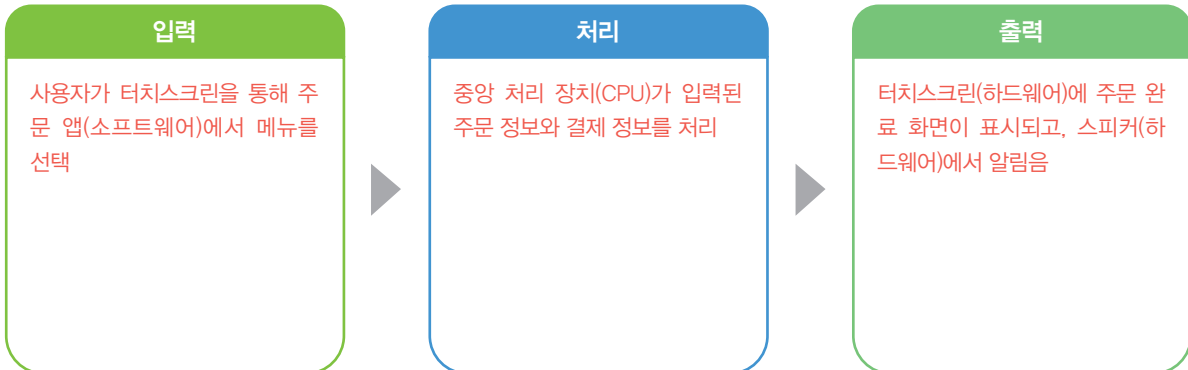 입력
사용자가 터치스크린을 통해 주
문 앱(소프트웨어)에서 메뉴를
선택
처리
중앙 처리 장치(CPU)가 입력된
주문 정보와 결제 정보를 처리
출력
터치스크린(하드웨어)에 주문 완
료 화면이 표시되고, 스피커(하
드웨어)에서 알림음